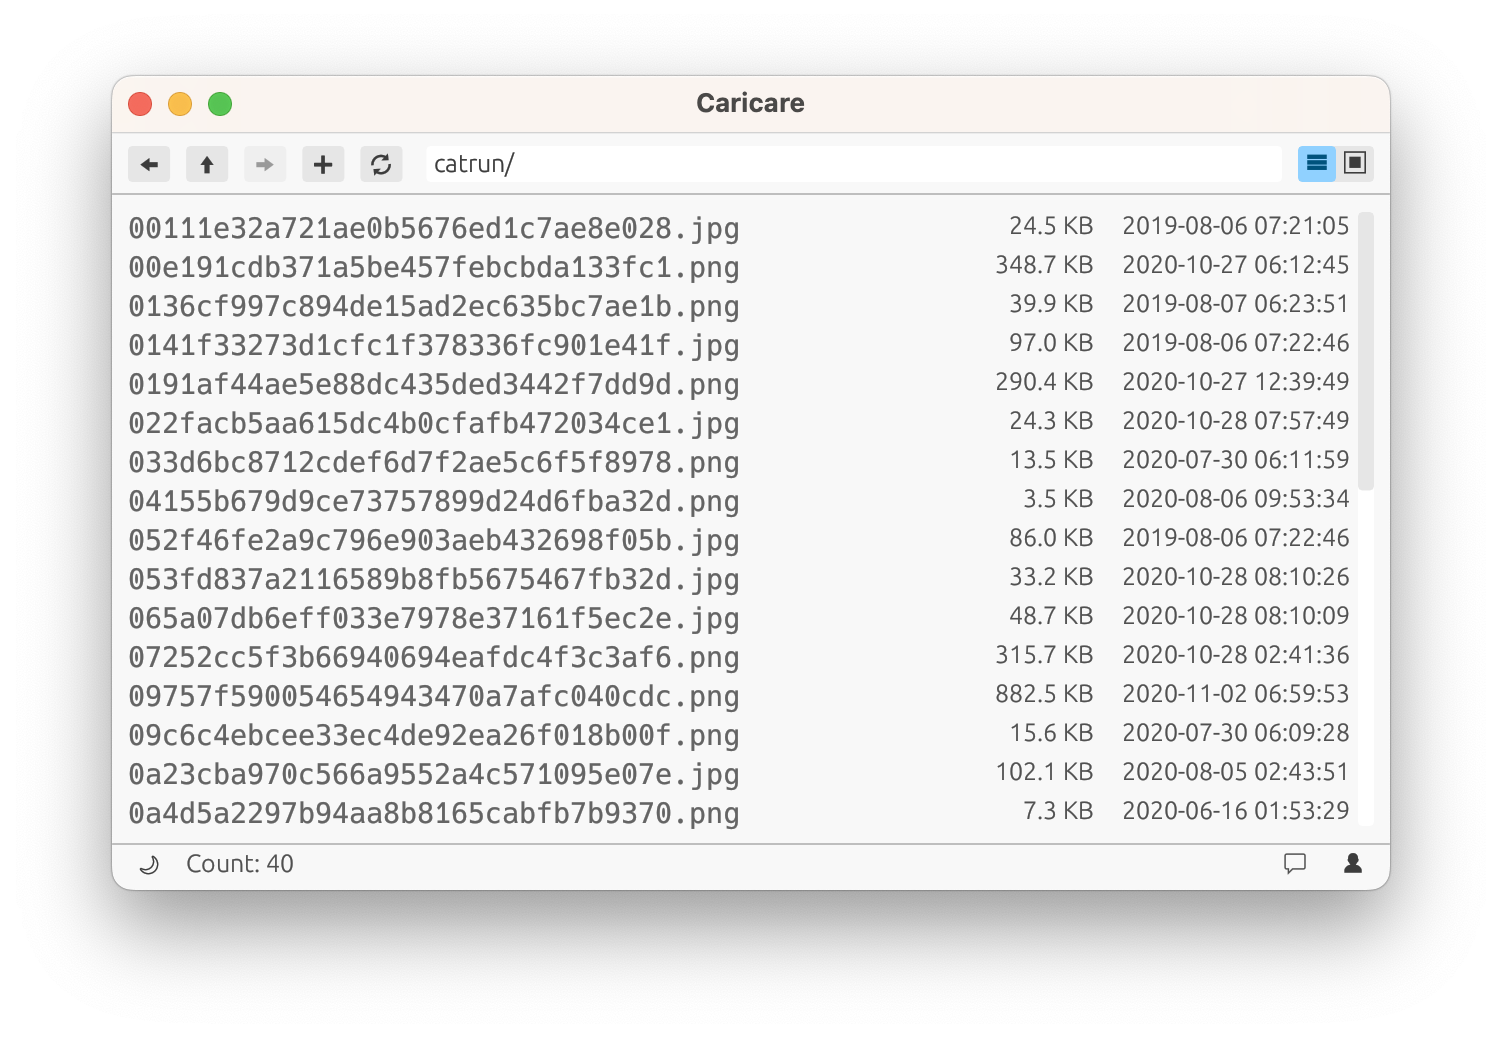 Caricare
catrun/
00111e32a721ae0b5676ed1c7ae8e028.jpg 24.5 KB 2019-08-06 07:21:05
00e191cdb371a5be457febcbda133fc1.png 348.7 KB 2020-10-27 06:12:45
0136cf997c894de15ad2ec635bc7ae1b.png 39.9 KB 2019-08-07 06:23:51
0141f33273d1cfc1f378336fc901e41f.jpg 97.0 KB 2019-08-06 07:22:46
0191af44ae5e88dc435ded3442f7dd9d.png 290.4 KB 2020-10-27 12:39:49
022facb5aa615dc4b0cfafb472034ce1.jpg 24.3 KB 2020-10-28 07:57:49
033d6bc8712cdef6d7f2ae5c6f5f8978.png 13.5 KB 2020-07-30 06:11:59
04155b679d9ce73757899d24d6fba32d.png 3.5 KB 2020-08-06 09:53:34
052f46fe2a9c796e903aeb432698f05b.jpg 86.0 KB 2019-08-06 07:22:46
053fd837a2116589b8fb5675467fb32d.jpg 33.2 KB 2020-10-28 08:10:26
065a07db6eff033e7978e37161f5ec2e.jpg 48.7 KB 2020-10-28 08:10:09
07252cc5f3b66940694eafdc4f3c3af6.png 315.7 KB 2020-10-28 02:41:36
09757f590054654943470a7afc040cdc.png 882.5 KB 2020-11-02 06:59:53
09c6c4ebcee33ec4de92ea26f018b00f.png 15.6 KB 2020-07-30 06:09:28
0a23cba970c566a9552a4c571095e07e.jpg 102.1 KB 2020-08-05 02:43:51
0a4d5a2297b94aa8b8165cabfb7b9370.png 7.3 KB 2020-06-16 01:53:29
Count: 40